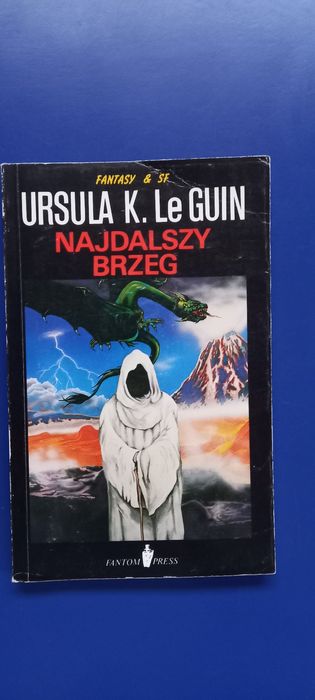 FANTASY & SF
URSULA K. Le GUIN
NAJDALSZY
BRZEG
FANTOM PRESS